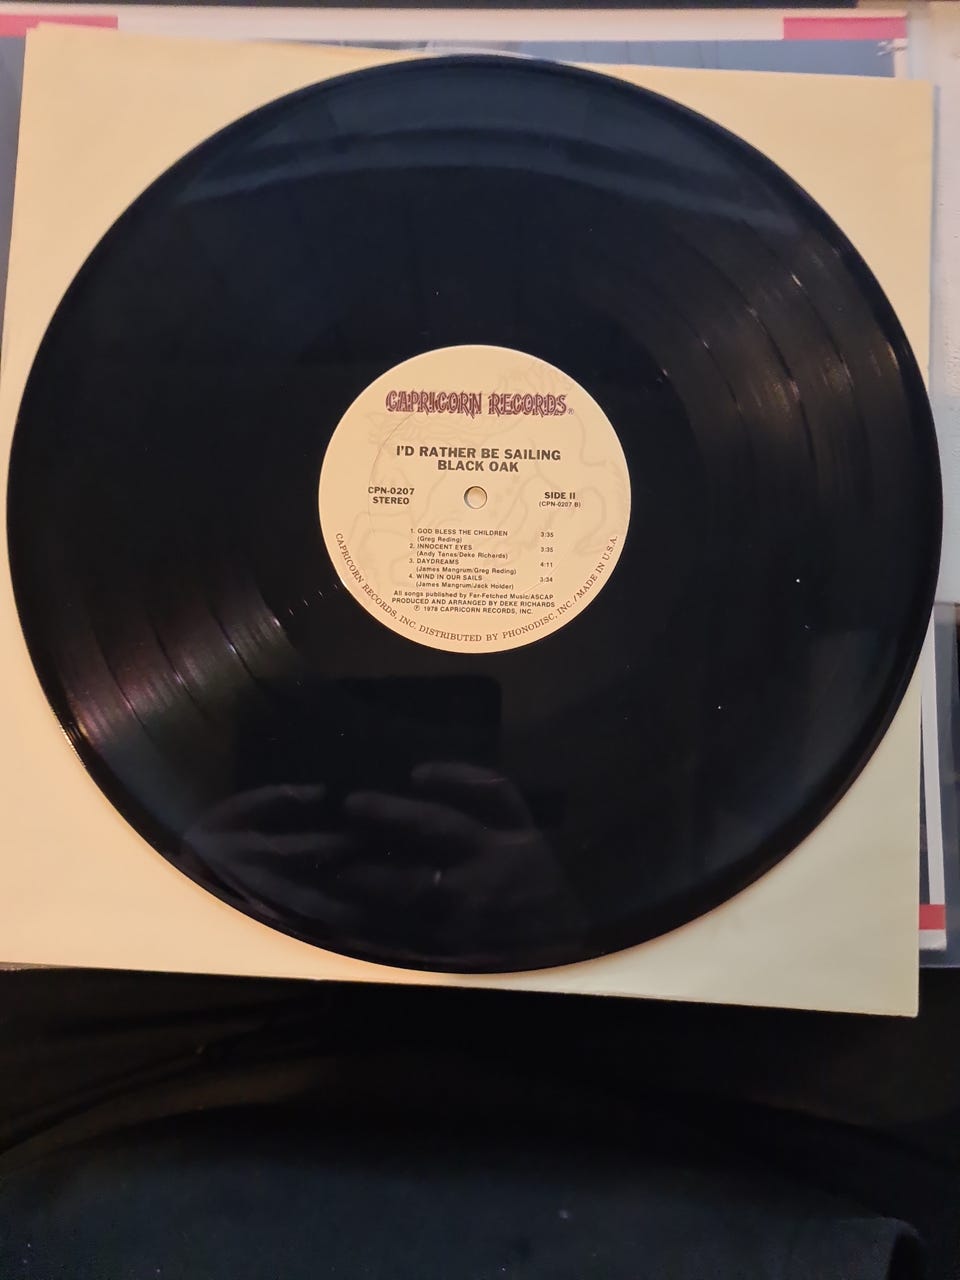 CAPRICORN RECORDS®
I'D RATHER BE SAILING
BLACK OAK
CPN-0207
STEREO
SIDE II
(CPN-0207 B)
1. GOD BLESS THE CHILDREN 3:35
(Greg Reding)
2. INNOCENT EYES 3:35
(Andy Tanas/Deke Richards)
3. DAYDREAMS 4:11
(James Mangrum/Greg Reding)
4. WIND IN OUR SAILS 3:34
(James Mangrum/Jack Holder)
All songs published by Far-Fetched Music/ASCAP
PRODUCED AND ARRANGED BY DEKE RICHARDS
℗ 1978 CAPRICORN RECORDS, INC.
CAPRICORN RECORDS, INC. DISTRIBUTED BY PHONODISC, INC./MADE IN U.S.A.